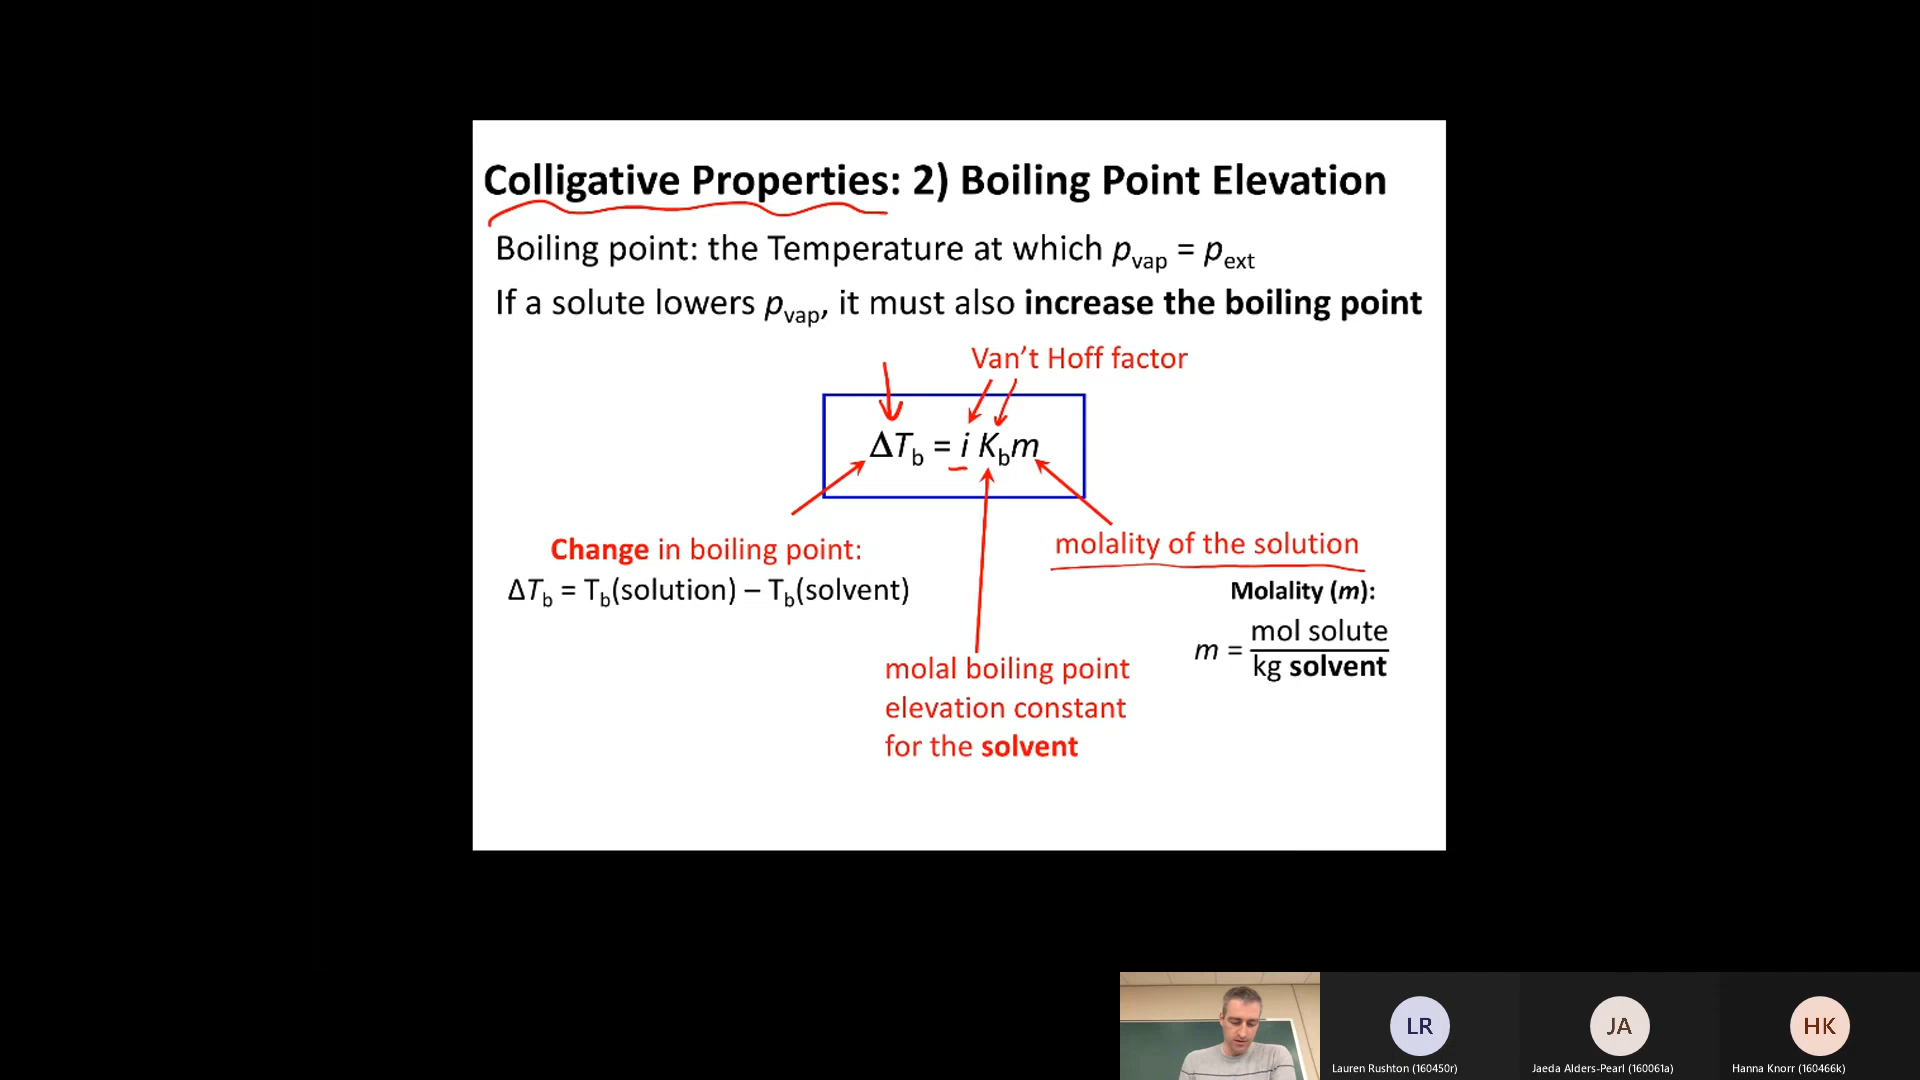 Colligative Properties: 2) Boiling Point Elevation
Boiling point: the Temperature at which pvap = pext
If a solute lowers pvap, it must also increase the boiling point
Van't Hoff factor
ΔTb = i Kbm
Change in boiling point:
ΔTb = Tb(solution) – Tb(solvent)
molality of the solution
Molality (m):
m = mol solute
kg solvent
molal boiling point
elevation constant
for the solvent
LR
JA
HK
Lauren Rushton (160450r)
Jaeda Alders-Pearl (160061a)
Hanna Knorr (160466k)